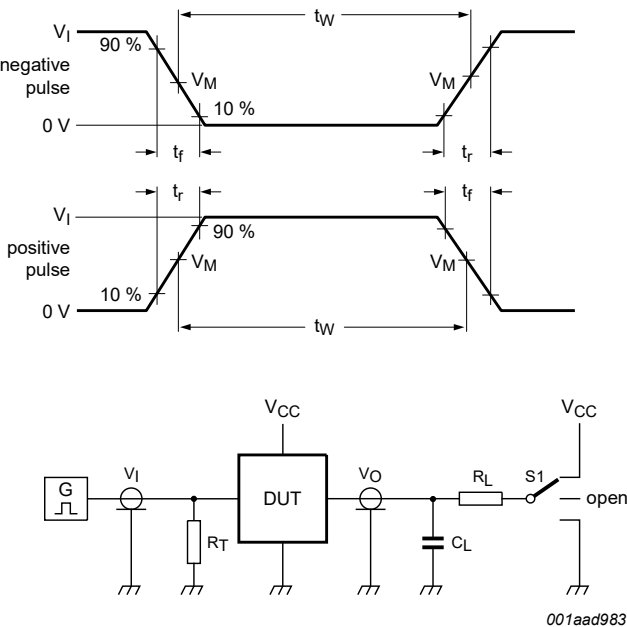 V_I
t_W
90 %
negative
pulse
V_M
V_M
10 %
0 V
t_f
t_r
t_r
t_f
V_I
90 %
positive
pulse
V_M
V_M
10 %
0 V
t_W
V_CC
V_CC
V_I
V_O
R_L
S1
G
DUT
open
R_T
C_L
001aad983